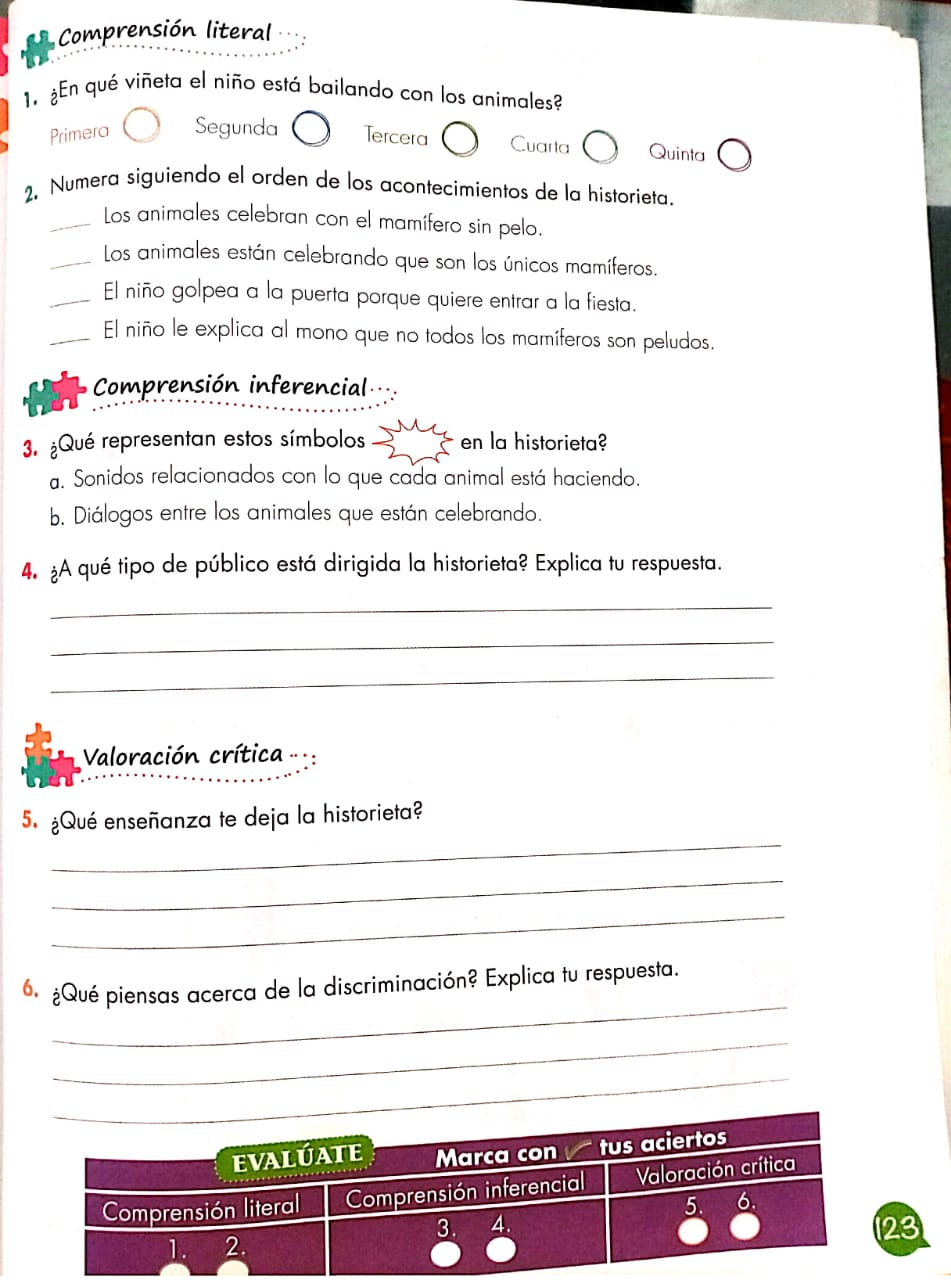 Comprensión literal
1. ¿En qué viñeta el niño está bailando con los animales?
Primera Segunda Tercera Cuarta Quinta
2. Numera siguiendo el orden de los acontecimientos de la historieta.
____ Los animales celebran con el mamífero sin pelo.
____ Los animales están celebrando que son los únicos mamíferos.
____ El niño golpea a la puerta porque quiere entrar a la fiesta.
____ El niño le explica al mono que no todos los mamíferos son peludos.
Comprensión inferencial
3. ¿Qué representan estos símbolos en la historieta?
a. Sonidos relacionados con lo que cada animal está haciendo.
b. Diálogos entre los animales que están celebrando.
4. ¿A qué tipo de público está dirigida la historieta? Explica tu respuesta.
Valoración crítica
5. ¿Qué enseñanza te deja la historieta?
6. ¿Qué piensas acerca de la discriminación? Explica tu respuesta.
EVALÚATE Marca con ✓ tus aciertos
Comprensión literal Comprensión inferencial Valoración crítica
1. 2. 3. 4. 5. 6.
123